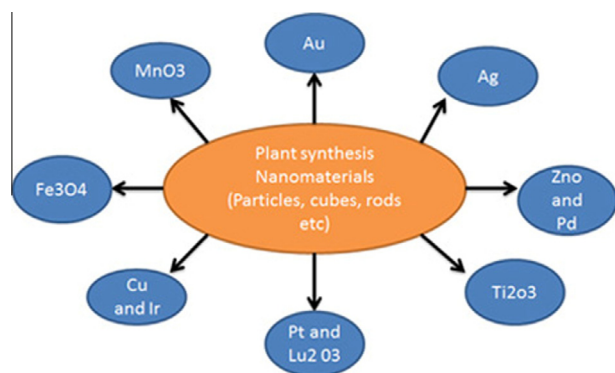 Au
MnO3
Ag
Plant synthesis
Nanomaterials
(Particles, cubes, rods
etc)
Fe3O4
Zno
and
Pd
Cu
and Ir
Ti2o3
Pt and
Lu2 03